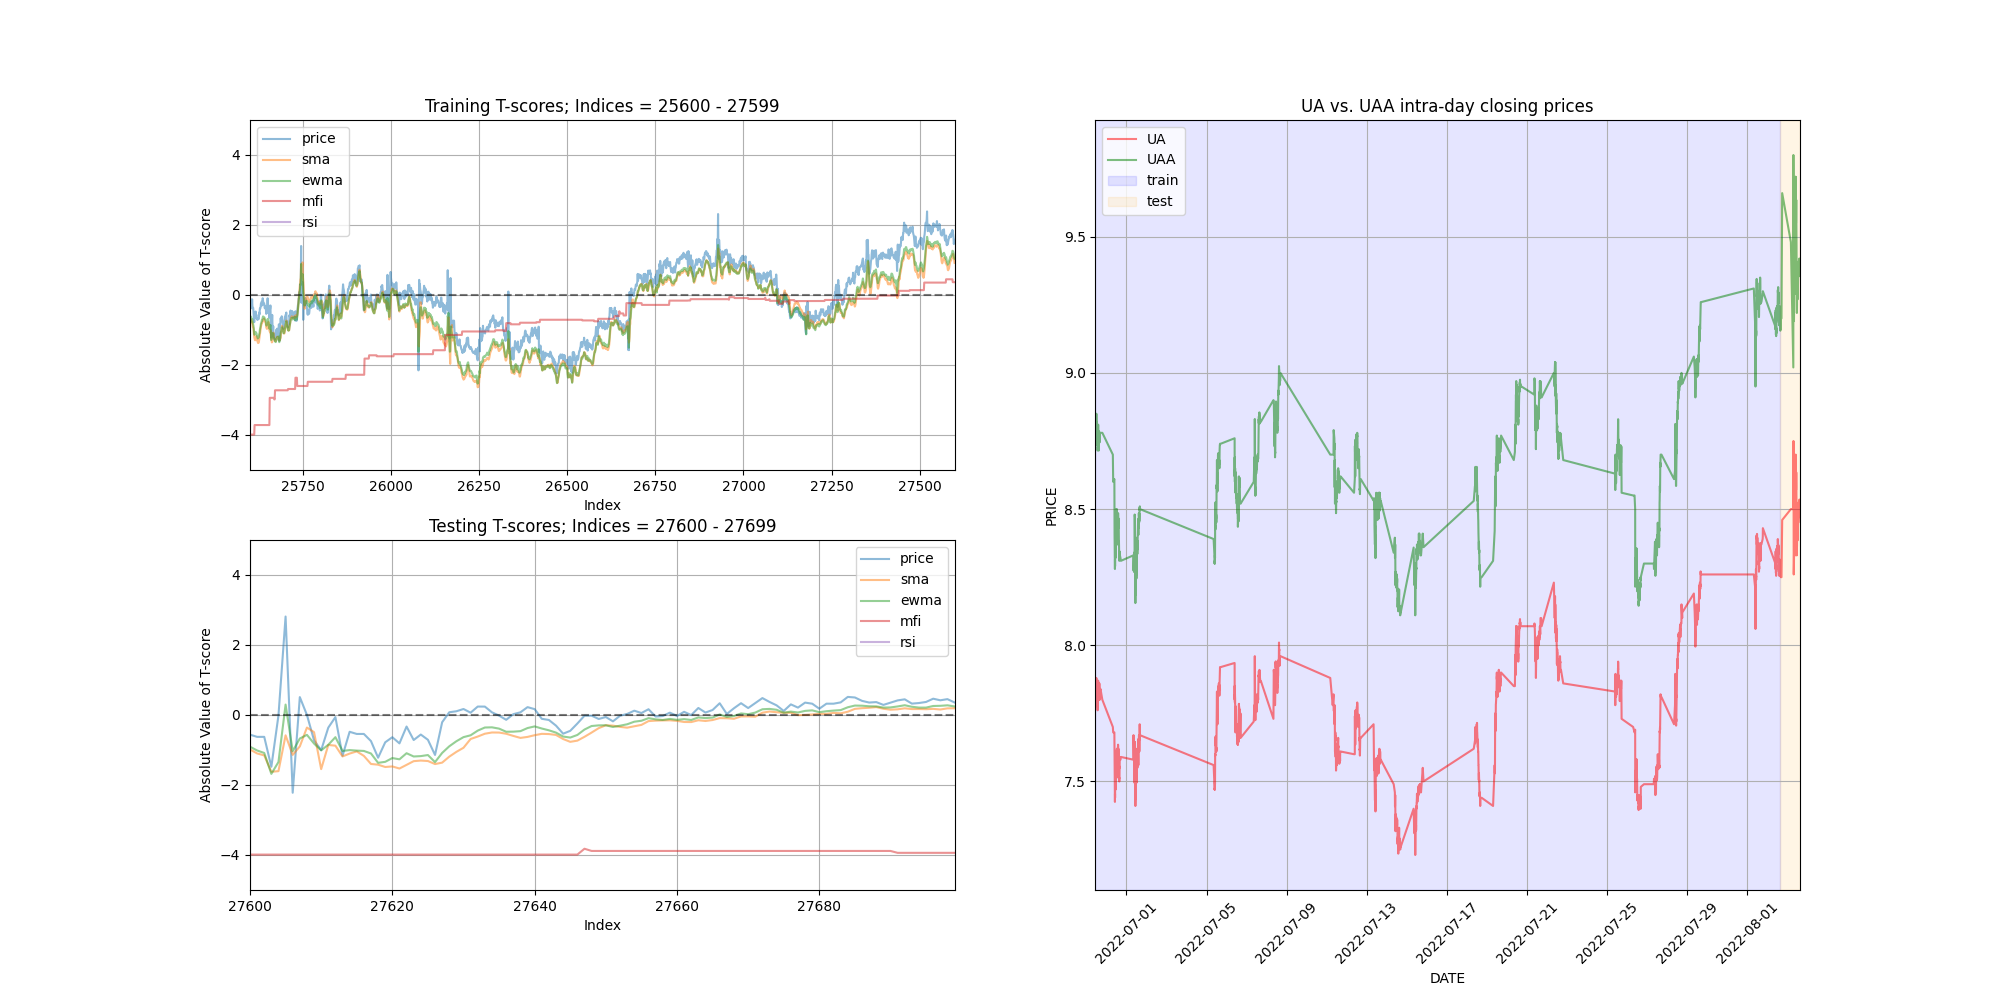 Training T-scores; Indices = 25600 - 27599
Absolute Value of T-score
4
2
0
−2
−4
price
sma
ewma
mfi
rsi
25750 26000 26250 26500 26750 27000 27250 27500
Index
Testing T-scores; Indices = 27600 - 27699
Absolute Value of T-score
4
2
0
−2
−4
price
sma
ewma
mfi
rsi
27600 27620 27640 27660 27680
Index
UA vs. UAA intra-day closing prices
UA
UAA
train
test
PRICE
9.5
9.0
8.5
8.0
7.5
2022-07-01 2022-07-05 2022-07-09 2022-07-13 2022-07-17 2022-07-21 2022-07-25 2022-07-29 2022-08-01
DATE